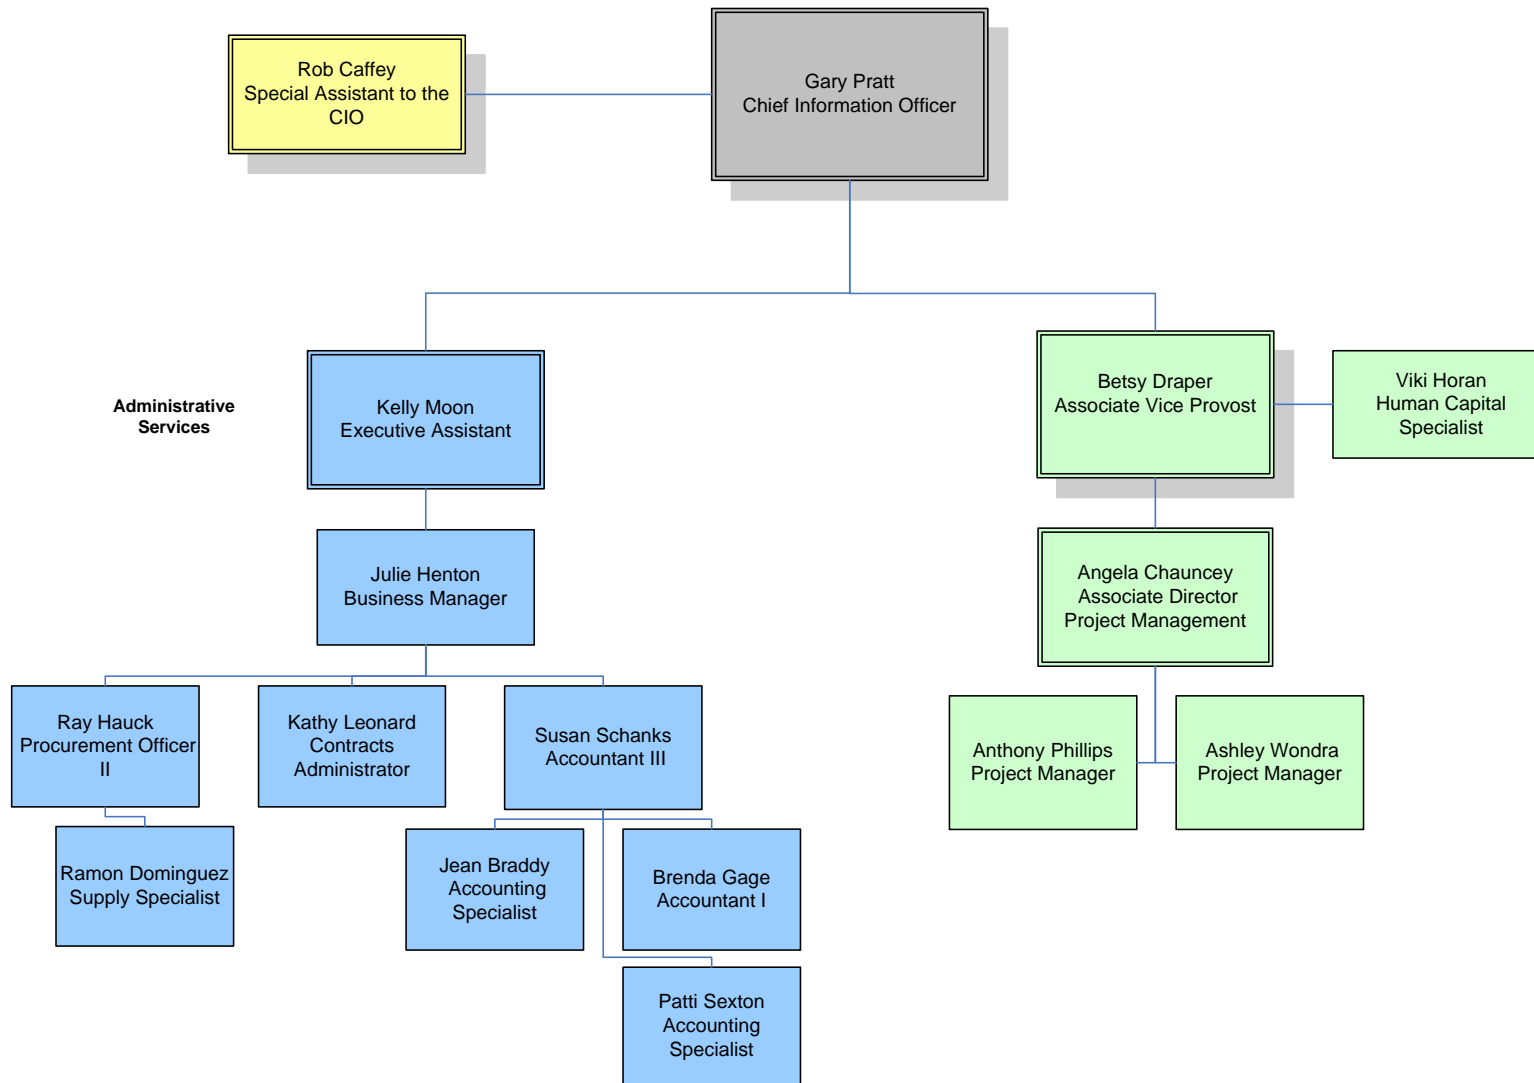 Rob Caffey
Special Assistant to the
CIO
Gary Pratt
Chief Information Officer
Administrative
Services
Kelly Moon
Executive Assistant
Betsy Draper
Associate Vice Provost
Viki Horan
Human Capital
Specialist
Julie Henton
Business Manager
Angela Chauncey
Associate Director
Project Management
Ray Hauck
Procurement Officer
II
Kathy Leonard
Contracts
Administrator
Susan Schanks
Accountant III
Anthony Phillips
Project Manager
Ashley Wondra
Project Manager
Ramon Dominguez
Supply Specialist
Jean Braddy
Accounting
Specialist
Brenda Gage
Accountant I
Patti Sexton
Accounting
Specialist